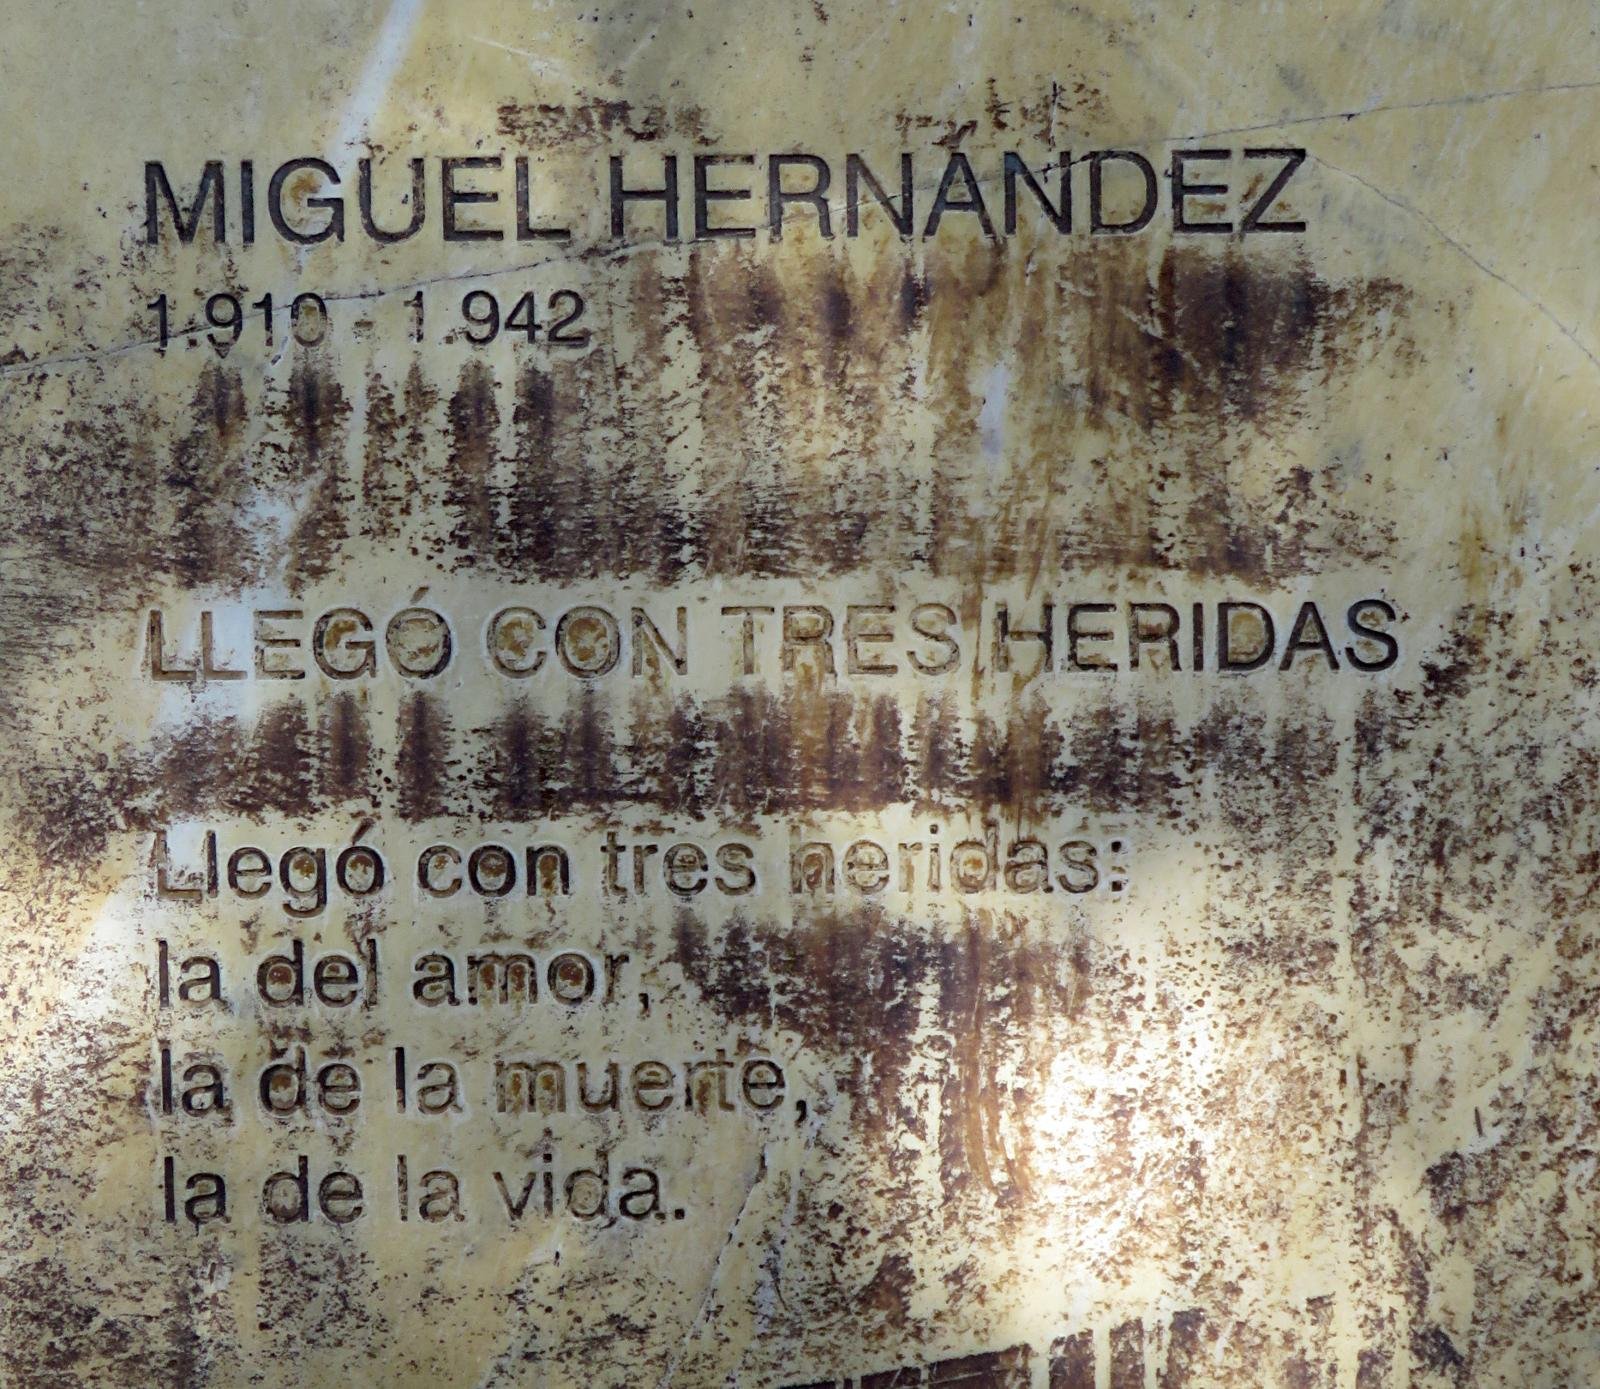 MIGUEL HERNÁNDEZ
1.910 - 1.942
LLEGÓ CON TRES HERIDAS
Llegó con tres heridas:
la del amor,
la de la muerte,
la de la vida.